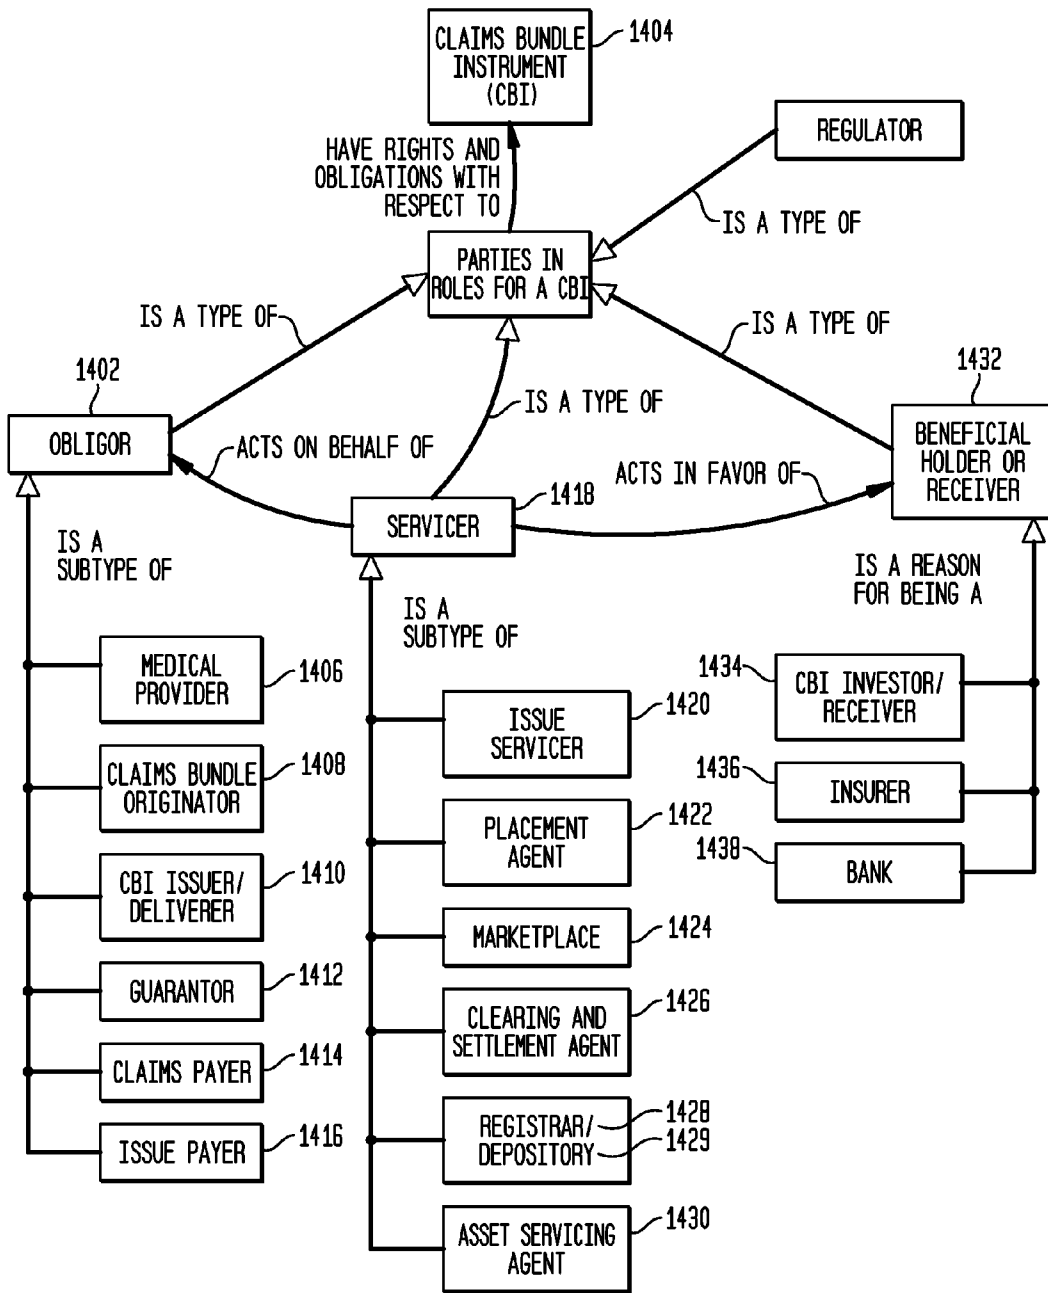 CLAIMS BUNDLE
INSTRUMENT
(CBI)
1404
REGULATOR
HAVE RIGHTS AND
OBLIGATIONS WITH
RESPECT TO
IS A TYPE OF
PARTIES IN
ROLES FOR A CBI
IS A TYPE OF
IS A TYPE OF
1402
1432
OBLIGOR
IS A TYPE OF
BENEFICIAL
HOLDER OR
RECEIVER
ACTS ON BEHALF OF
ACTS IN FAVOR OF
1418
SERVICER
IS A
SUBTYPE OF
IS A REASON
FOR BEING A
IS A
SUBTYPE OF
MEDICAL
PROVIDER
1406
CLAIMS BUNDLE
ORIGINATOR
1408
CBI ISSUER/
DELIVERER
1410
GUARANTOR
1412
CLAIMS PAYER
1414
ISSUE PAYER
1416
ISSUE
SERVICER
1420
PLACEMENT
AGENT
1422
MARKETPLACE
1424
CLEARING AND
SETTLEMENT AGENT
1426
REGISTRAR/
1428
DEPOSITORY
1429
ASSET SERVICING
AGENT
1430
1434
CBI INVESTOR/
RECEIVER
1436
INSURER
1438
BANK